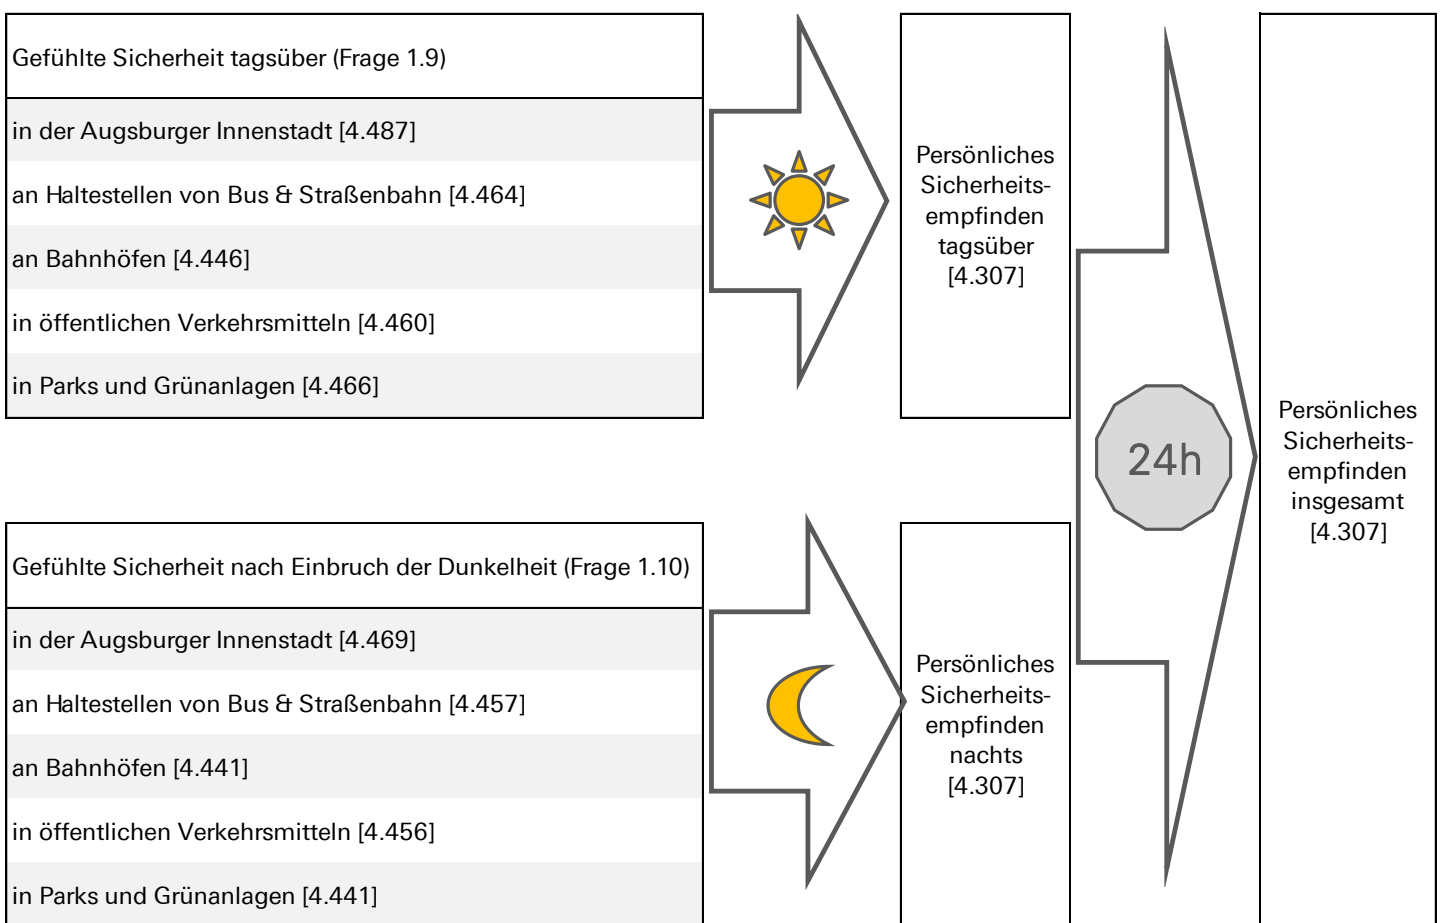 Gefühlte Sicherheit tagsüber (Frage 1.9)
in der Augsburger Innenstadt [4.487]
an Haltestellen von Bus & Straßenbahn [4.464]
an Bahnhöfen [4.446]
in öffentlichen Verkehrsmitteln [4.460]
in Parks und Grünanlagen [4.466]
Persönliches
Sicherheits-
empfinden
tagsüber
[4.307]
Gefühlte Sicherheit nach Einbruch der Dunkelheit (Frage 1.10)
in der Augsburger Innenstadt [4.469]
an Haltestellen von Bus & Straßenbahn [4.457]
an Bahnhöfen [4.441]
in öffentlichen Verkehrsmitteln [4.456]
in Parks und Grünanlagen [4.441]
Persönliches
Sicherheits-
empfinden
nachts
[4.307]
24h
Persönliches
Sicherheits-
empfinden
insgesamt
[4.307]